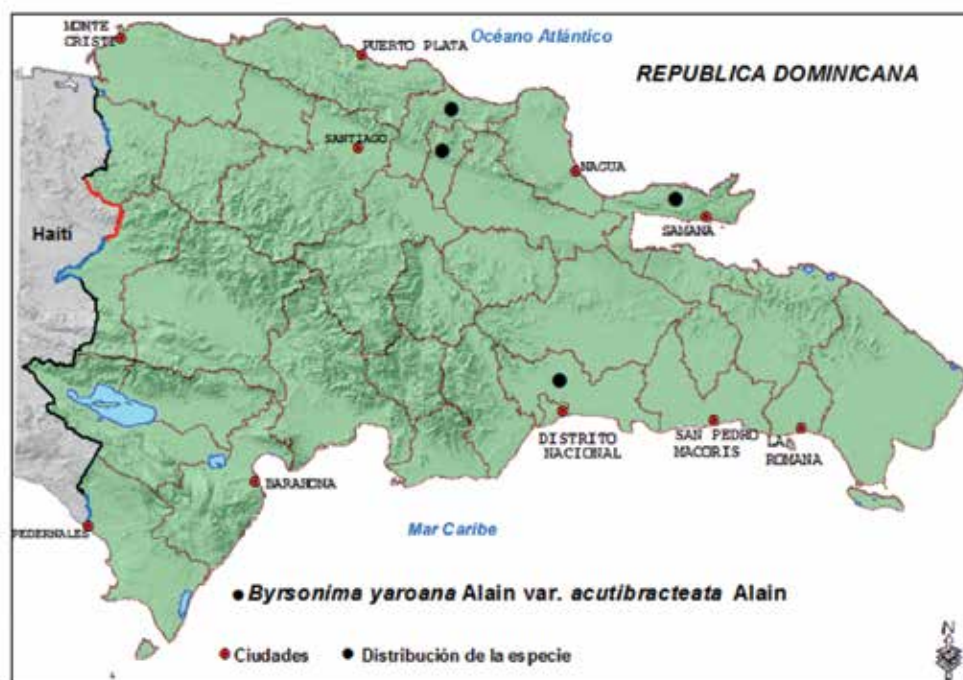 MONTE
CRISTI
PUERTO PLATA
Océano Atlántico
REPUBLICA DOMINICANA
SANTIAGO
NAGUA
Haití
SAMANA
DISTRITO
NACIONAL
SAN PEDRO
MACORIS
LA
ROMANA
BARAHONA
PEDERNALES
Mar Caribe
Byrsonima yaroana Alain var. acutibracteata Alain
Ciudades
Distribución de la especie
N